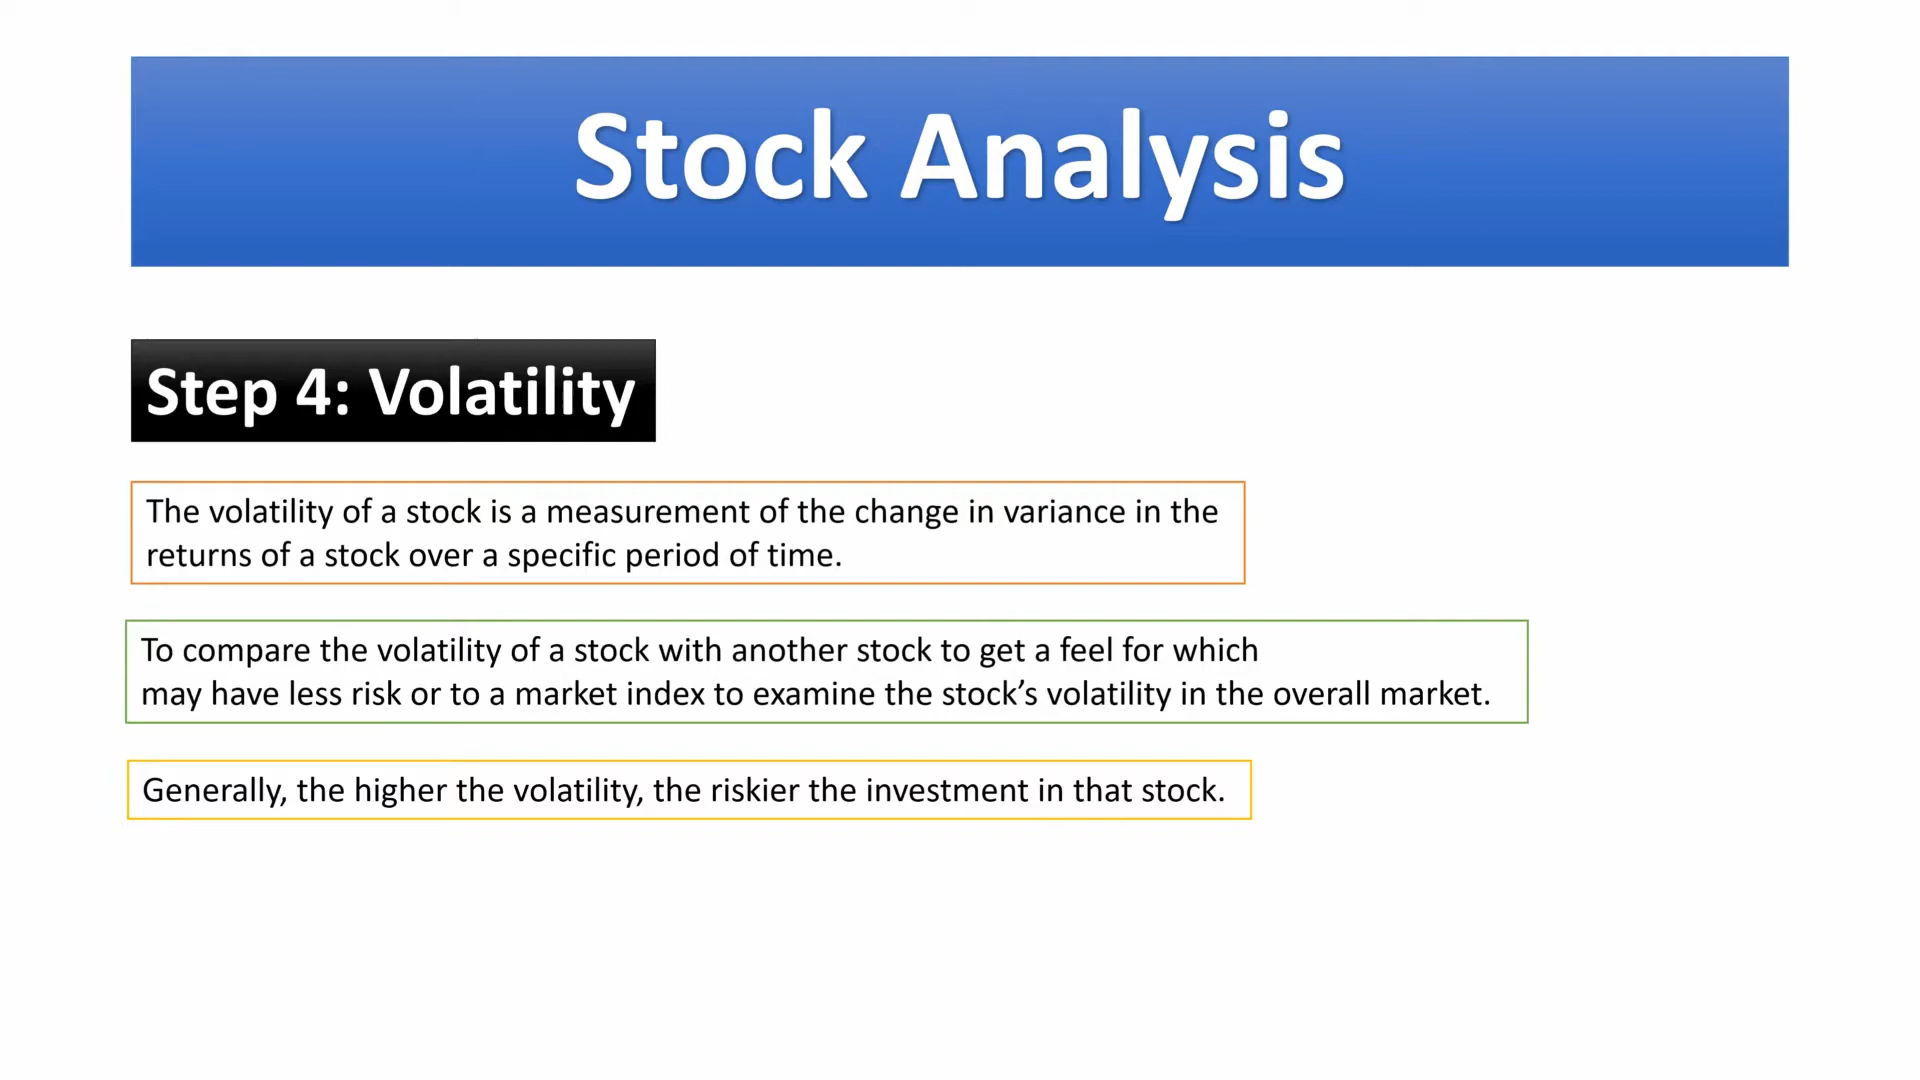 Stock Analysis
Step 4: Volatility
The volatility of a stock is a measurement of the change in variance in the
returns of a stock over a specific period of time.
To compare the volatility of a stock with another stock to get a feel for which
may have less risk or to a market index to examine the stock’s volatility in the overall market.
Generally, the higher the volatility, the riskier the investment in that stock.